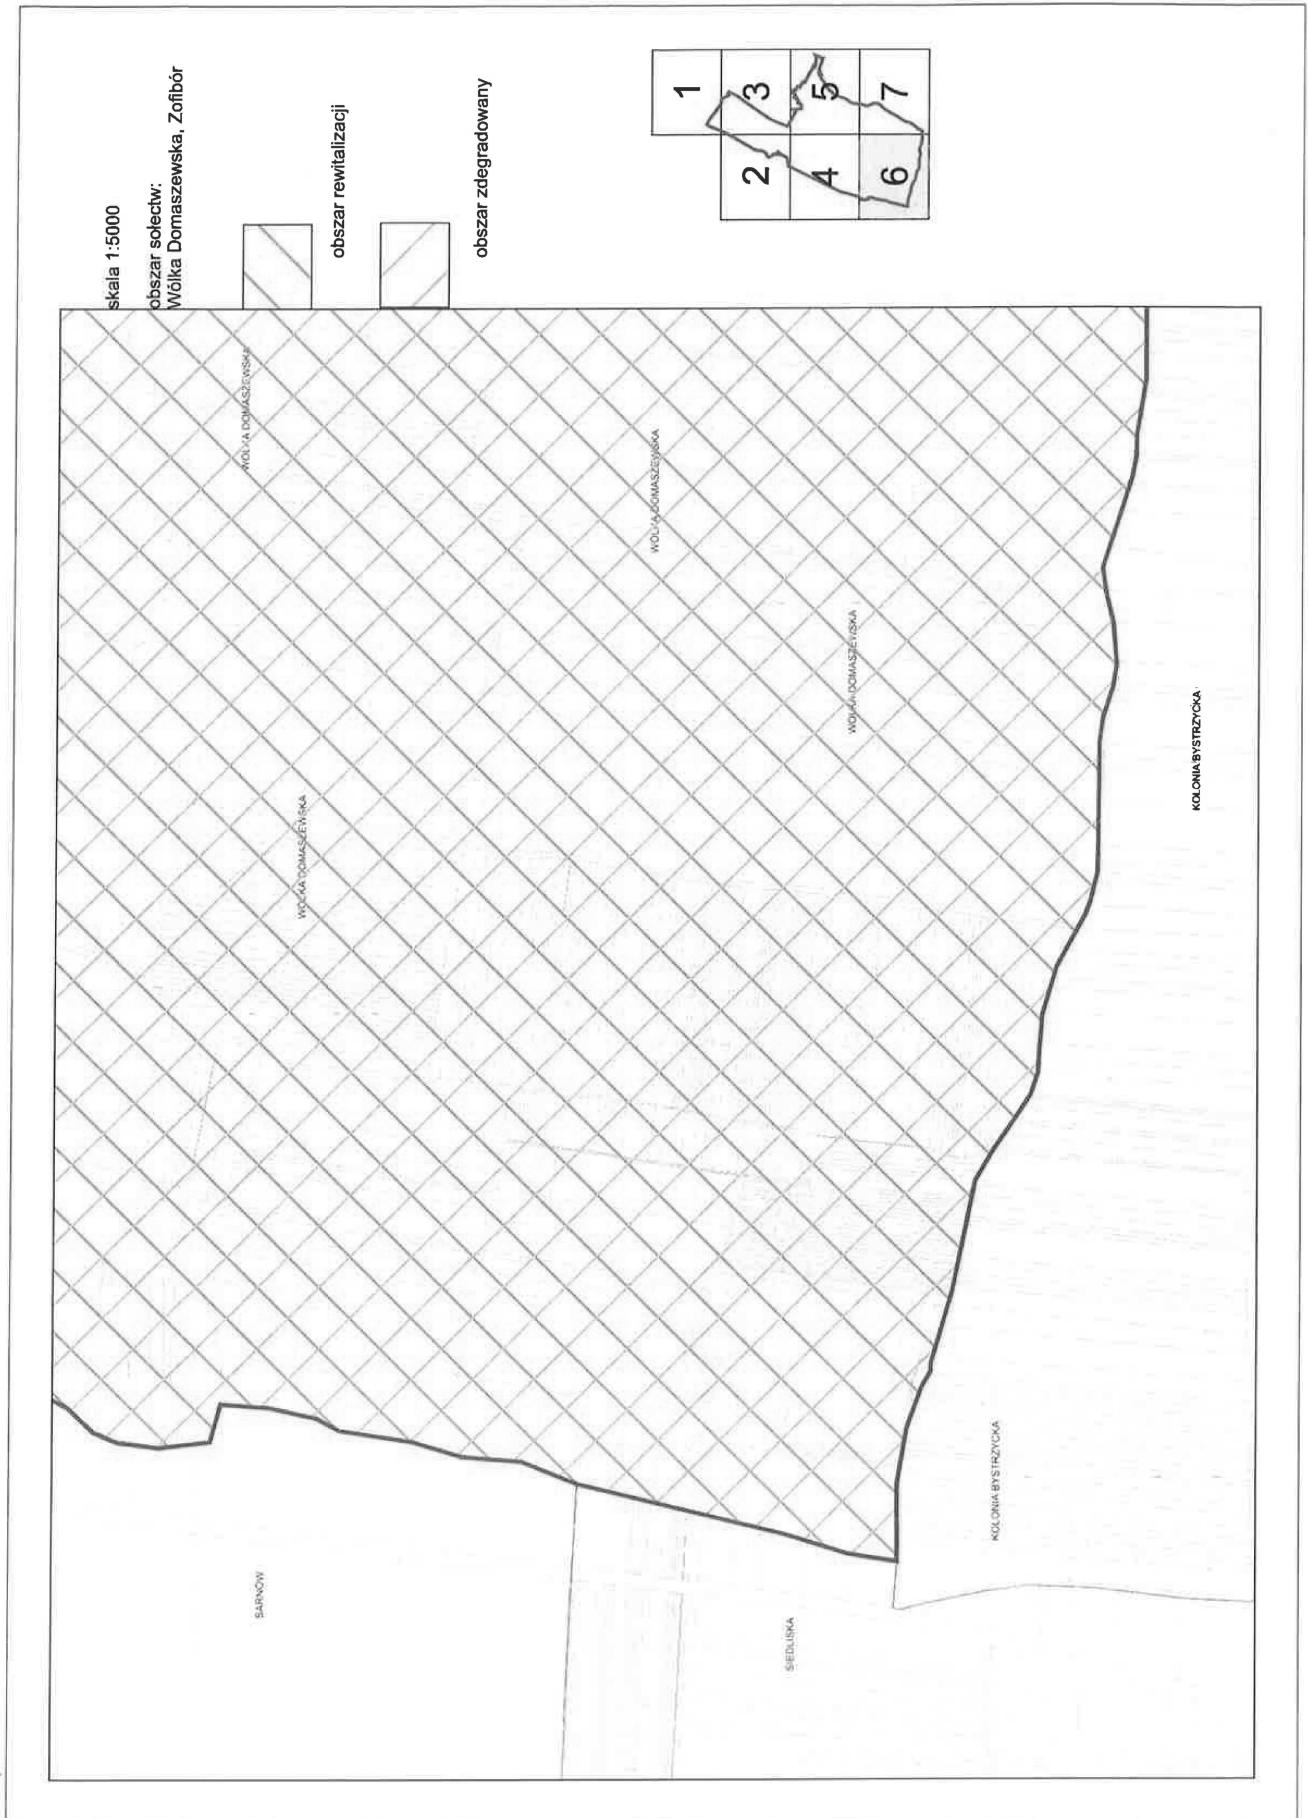 skala 1:5000
obszar sołectw:
Wólka Domaszewska, Zofibór
obszar rewitalizacji
obszar zdegradowany
1
2 3
4 5
6 7
WÓLKA DOMASZEWSKA
WÓLKA DOMASZEWSKA
WÓLKA DOMASZEWSKA
WÓLKA DOMASZEWSKA
KOLONIA BYSTRZYCKA
KOLONIA BYSTRZYCKA
SARNÓW
SIEDLISKA